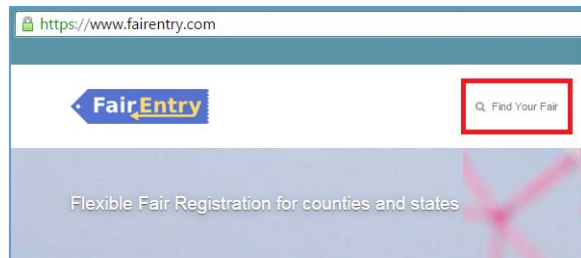 https://www.fairentry.com
FairEntry
Find Your Fair
Flexible Fair Registration for counties and states